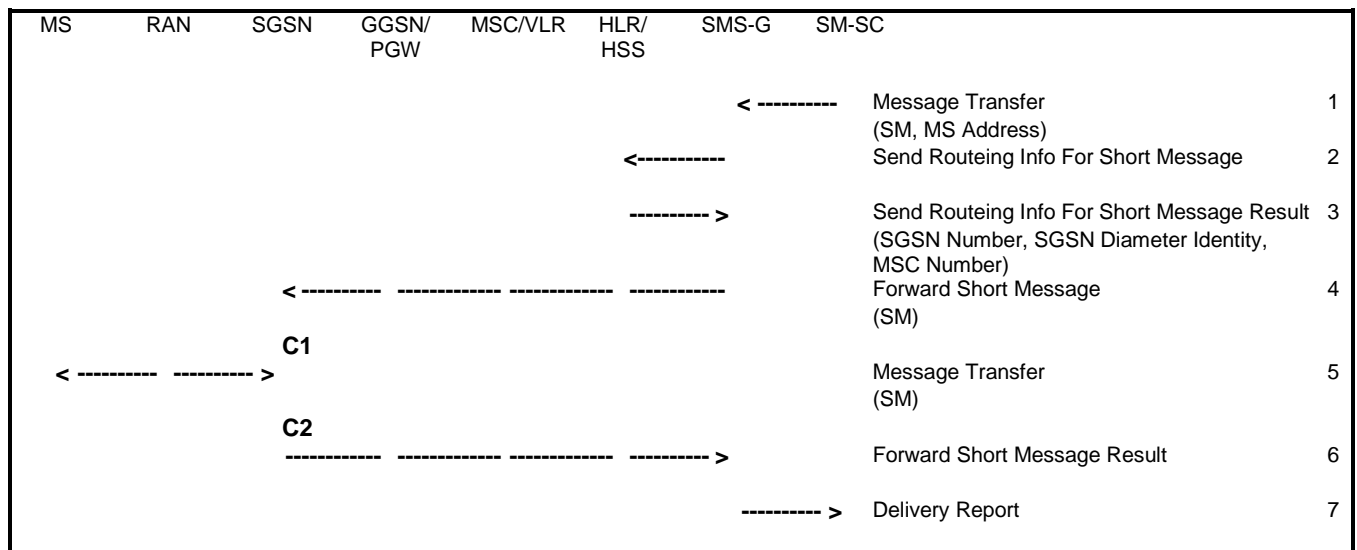 MS RAN SGSN GGSN/ MSC/VLR HLR/ SMS-G SM-SC
PGW HSS
< ---------- Message Transfer 1
(SM, MS Address)
<----------- Send Routeing Info For Short Message 2
---------- > Send Routeing Info For Short Message Result 3
(SGSN Number, SGSN Diameter Identity,
MSC Number)
< ---------- ------------- ------------- ------------ Forward Short Message 4
(SM)
C1
< ---------- ---------- > Message Transfer 5
(SM)
C2
------------ ------------- ------------- ---------- > Forward Short Message Result 6
---------- > Delivery Report 7